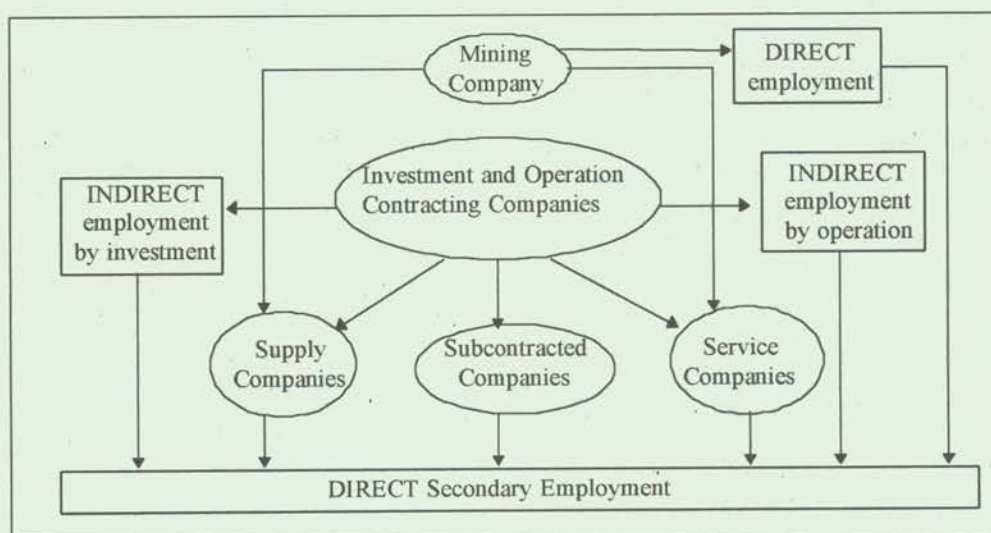 Mining
Company
DIRECT
employment
Investment and Operation
Contracting Companies
INDIRECT
employment
by investment
INDIRECT
employment
by operation
Supply
Companies
Subcontracted
Companies
Service
Companies
DIRECT Secondary Employment